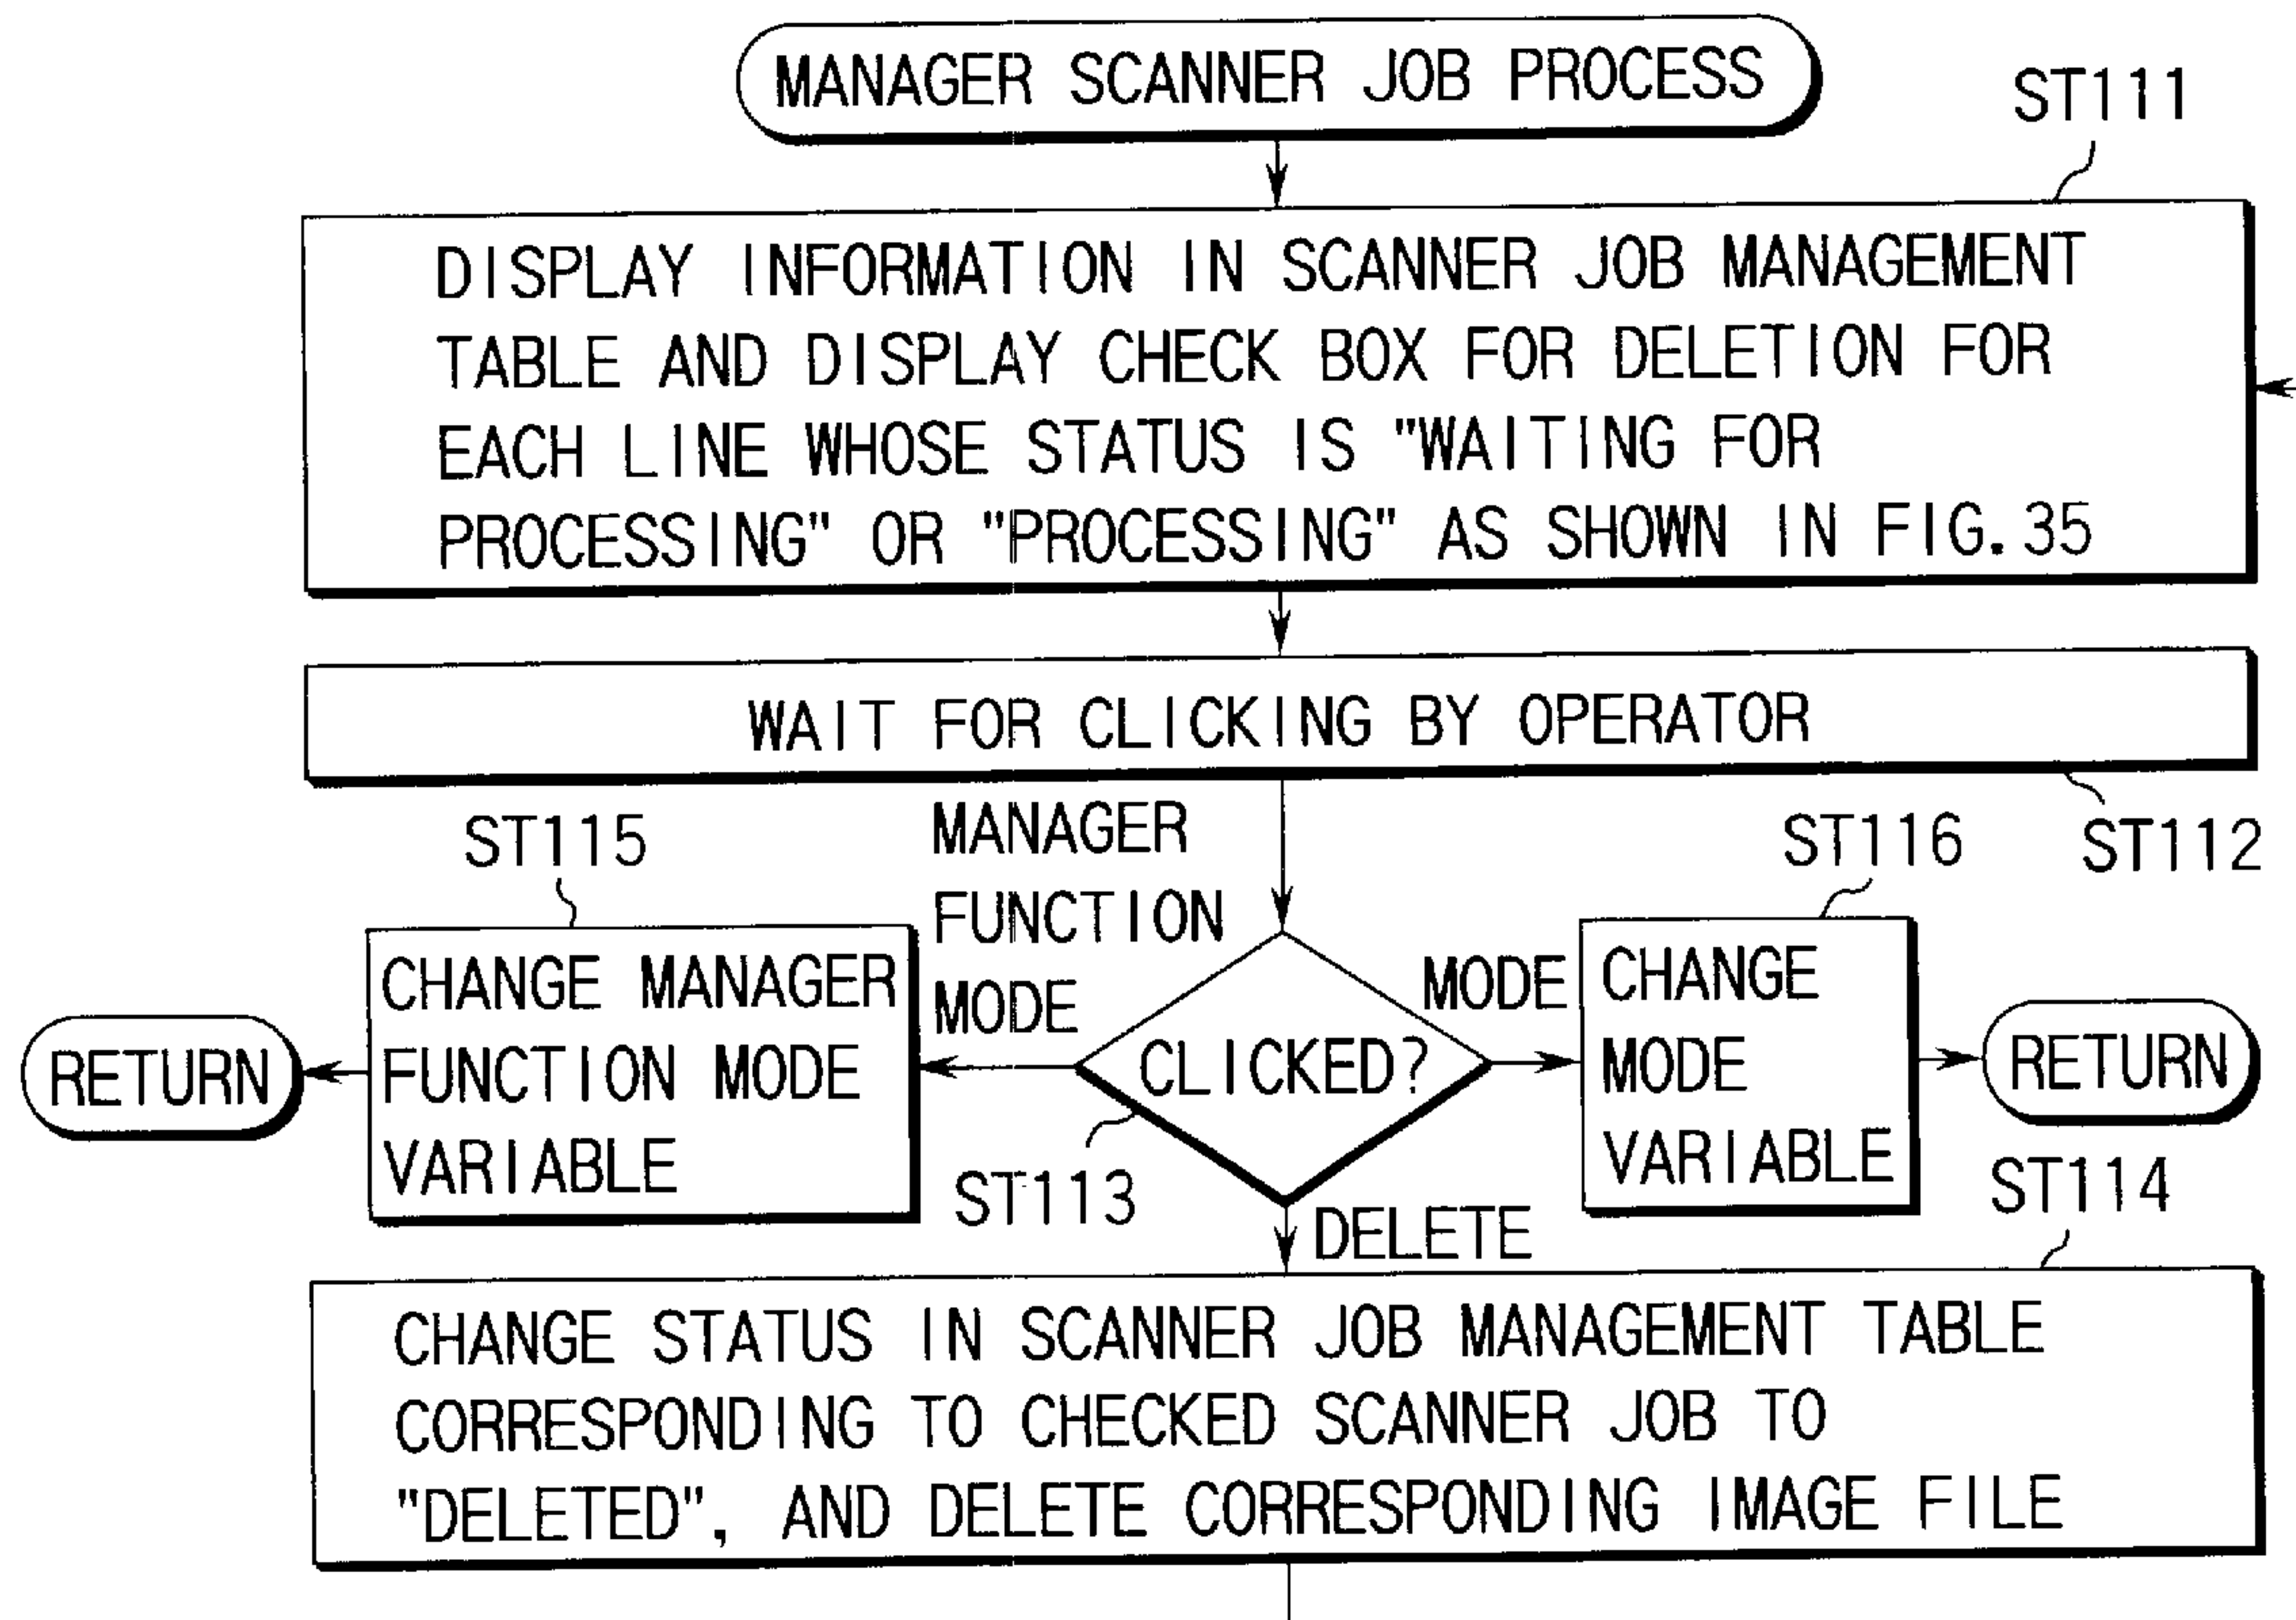 MANAGER SCANNER JOB PROCESS
ST111
DISPLAY INFORMATION IN SCANNER JOB MANAGEMENT
TABLE AND DISPLAY CHECK BOX FOR DELETION FOR
EACH LINE WHOSE STATUS IS "WAITING FOR
PROCESSING" OR "PROCESSING" AS SHOWN IN FIG.35
WAIT FOR CLICKING BY OPERATOR
ST112
ST115
MANAGER
FUNCTION
MODE
ST116
CHANGE MANAGER
FUNCTION MODE
VARIABLE
RETURN
CLICKED?
ST113
MODE
CHANGE
MODE
VARIABLE
RETURN
DELETE
ST114
CHANGE STATUS IN SCANNER JOB MANAGEMENT TABLE
CORRESPONDING TO CHECKED SCANNER JOB TO
"DELETED", AND DELETE CORRESPONDING IMAGE FILE